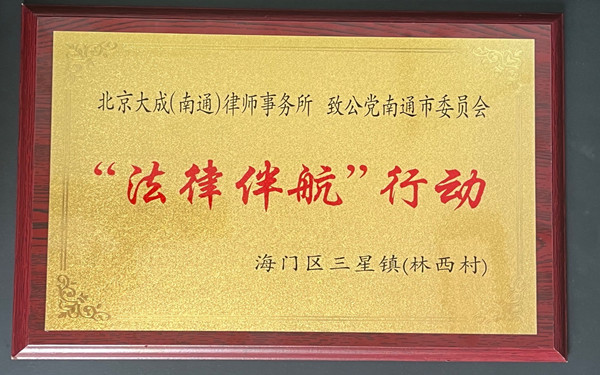 北京大成(南通)律师事务所 致公党南通市委员会
“法律伴航”行动
海门区三星镇(林西村)